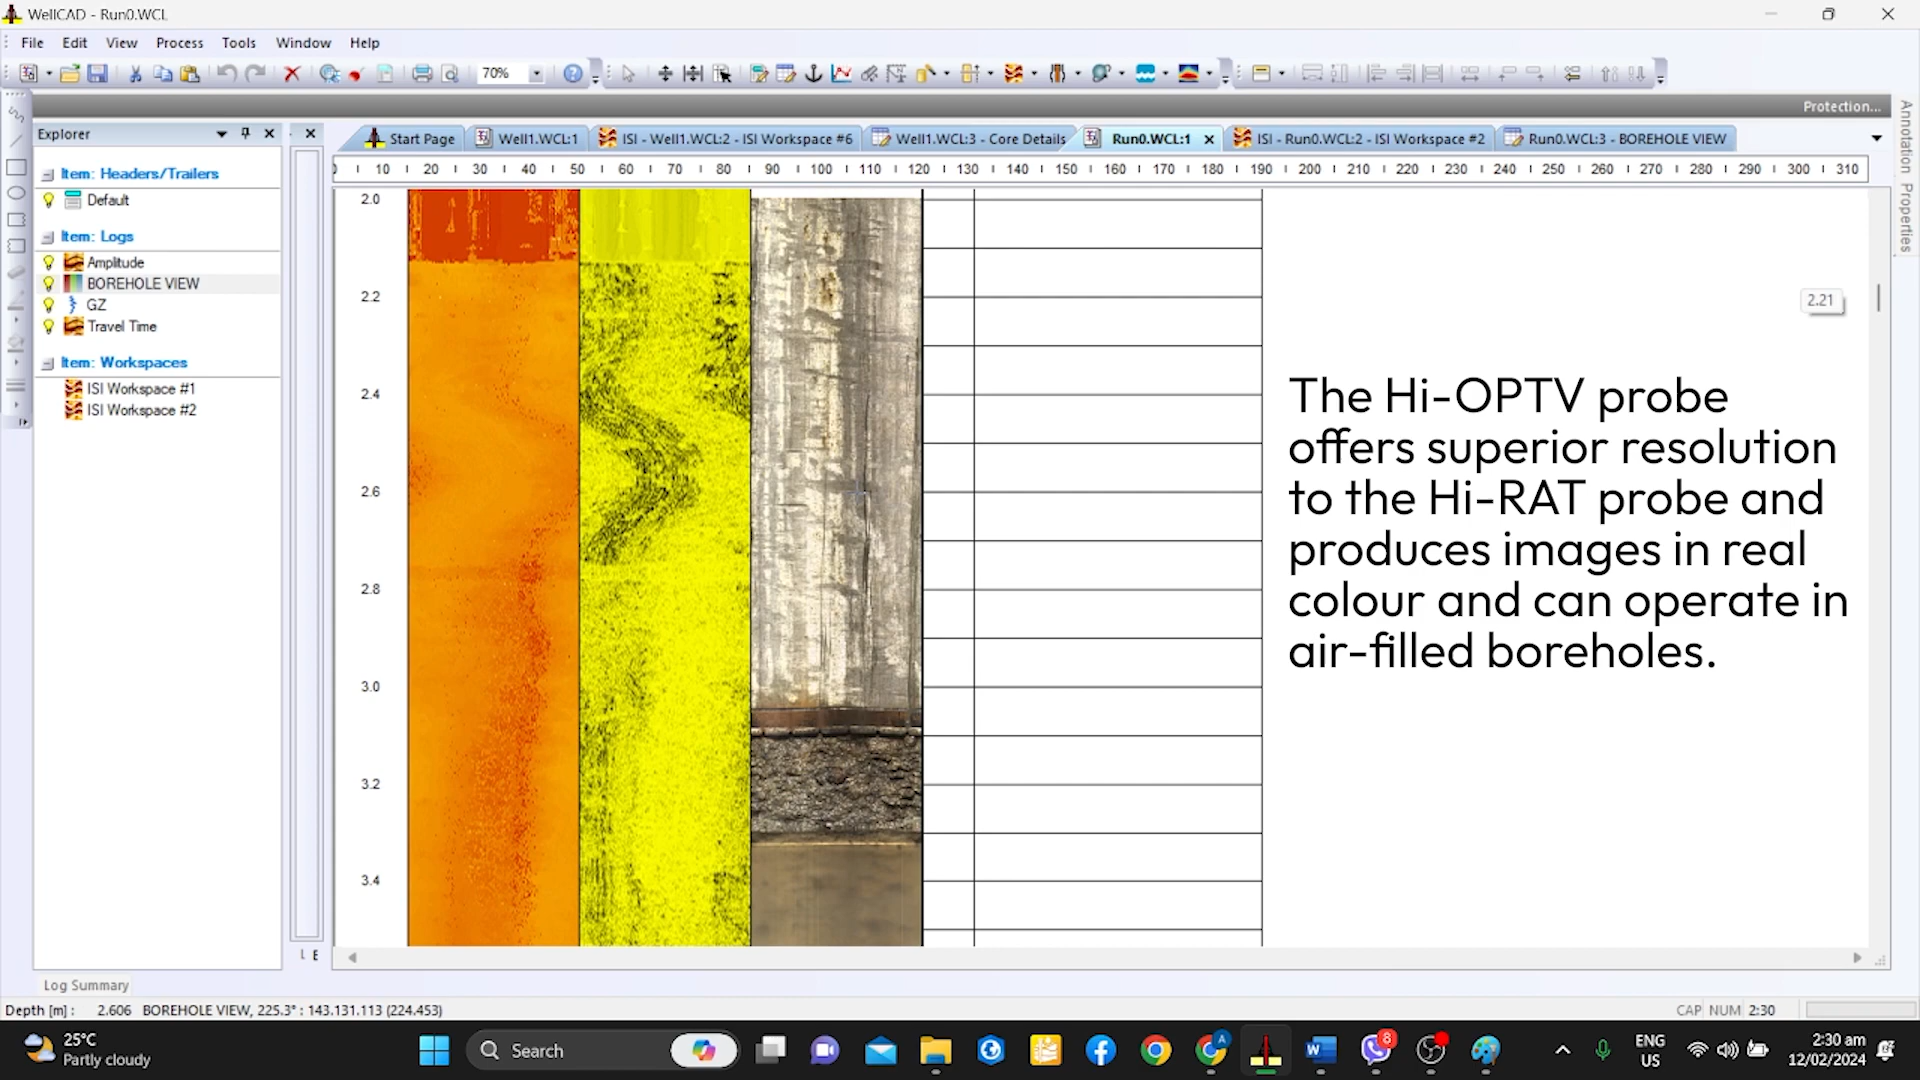 WellCAD - Run0.WCL
File Edit View Process Tools Window Help
70%
Protection...
Explorer
Start Page
Well1.WCL:1
ISI - Well1.WCL:2 - ISI Workspace #6
Well1.WCL:3 - Core Details
Run0.WCL:1
ISI - Run0.WCL:2 - ISI Workspace #2
Run0.WCL:3 - BOREHOLE VIEW
Annotation Properties
10 20 30 40 50 60 70 80 90 100 110 120 130 140 150 160 170 180 190 200 210 220 230 240 250 260 270 280 290 300 310
Item: Headers/Trailers
Default
Item: Logs
Amplitude
BOREHOLE VIEW
GZ
Travel Time
Item: Workspaces
ISI Workspace #1
ISI Workspace #2
L E
2.0
2.2
2.4
2.6
2.8
3.0
3.2
3.4
2.21
The Hi-OPTV probe
offers superior resolution
to the Hi-RAT probe and
produces images in real
colour and can operate in
air-filled boreholes.
Log Summary
Depth [m] : 2.606 BOREHOLE VIEW, 225.3° : 143.131.113 (224.453)
CAP NUM 2:30
25°C
Partly cloudy
Search
A
W
8
ENG
US
2:30 am
12/02/2024